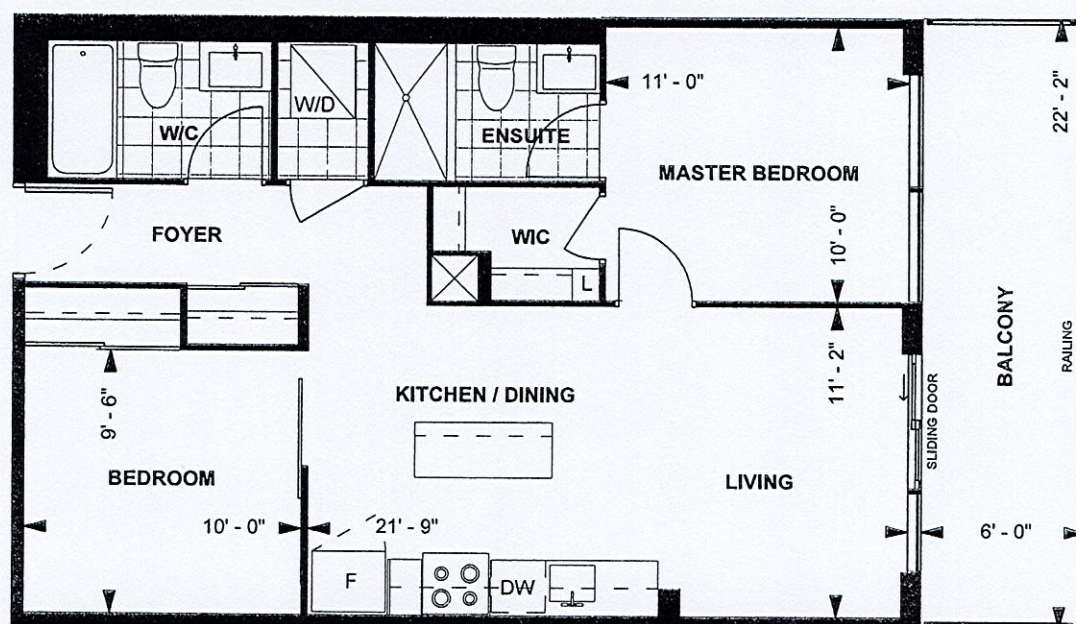 11' - 0"
22' - 2"
W/D
W/C
ENSUITE
MASTER BEDROOM
FOYER
WIC
10' - 0"
L
BALCONY
RAILING
11' - 2"
SLIDING DOOR
KITCHEN / DINING
9' - 6"
BEDROOM
LIVING
10' - 0"
21' - 9"
6' - 0"
F
DW